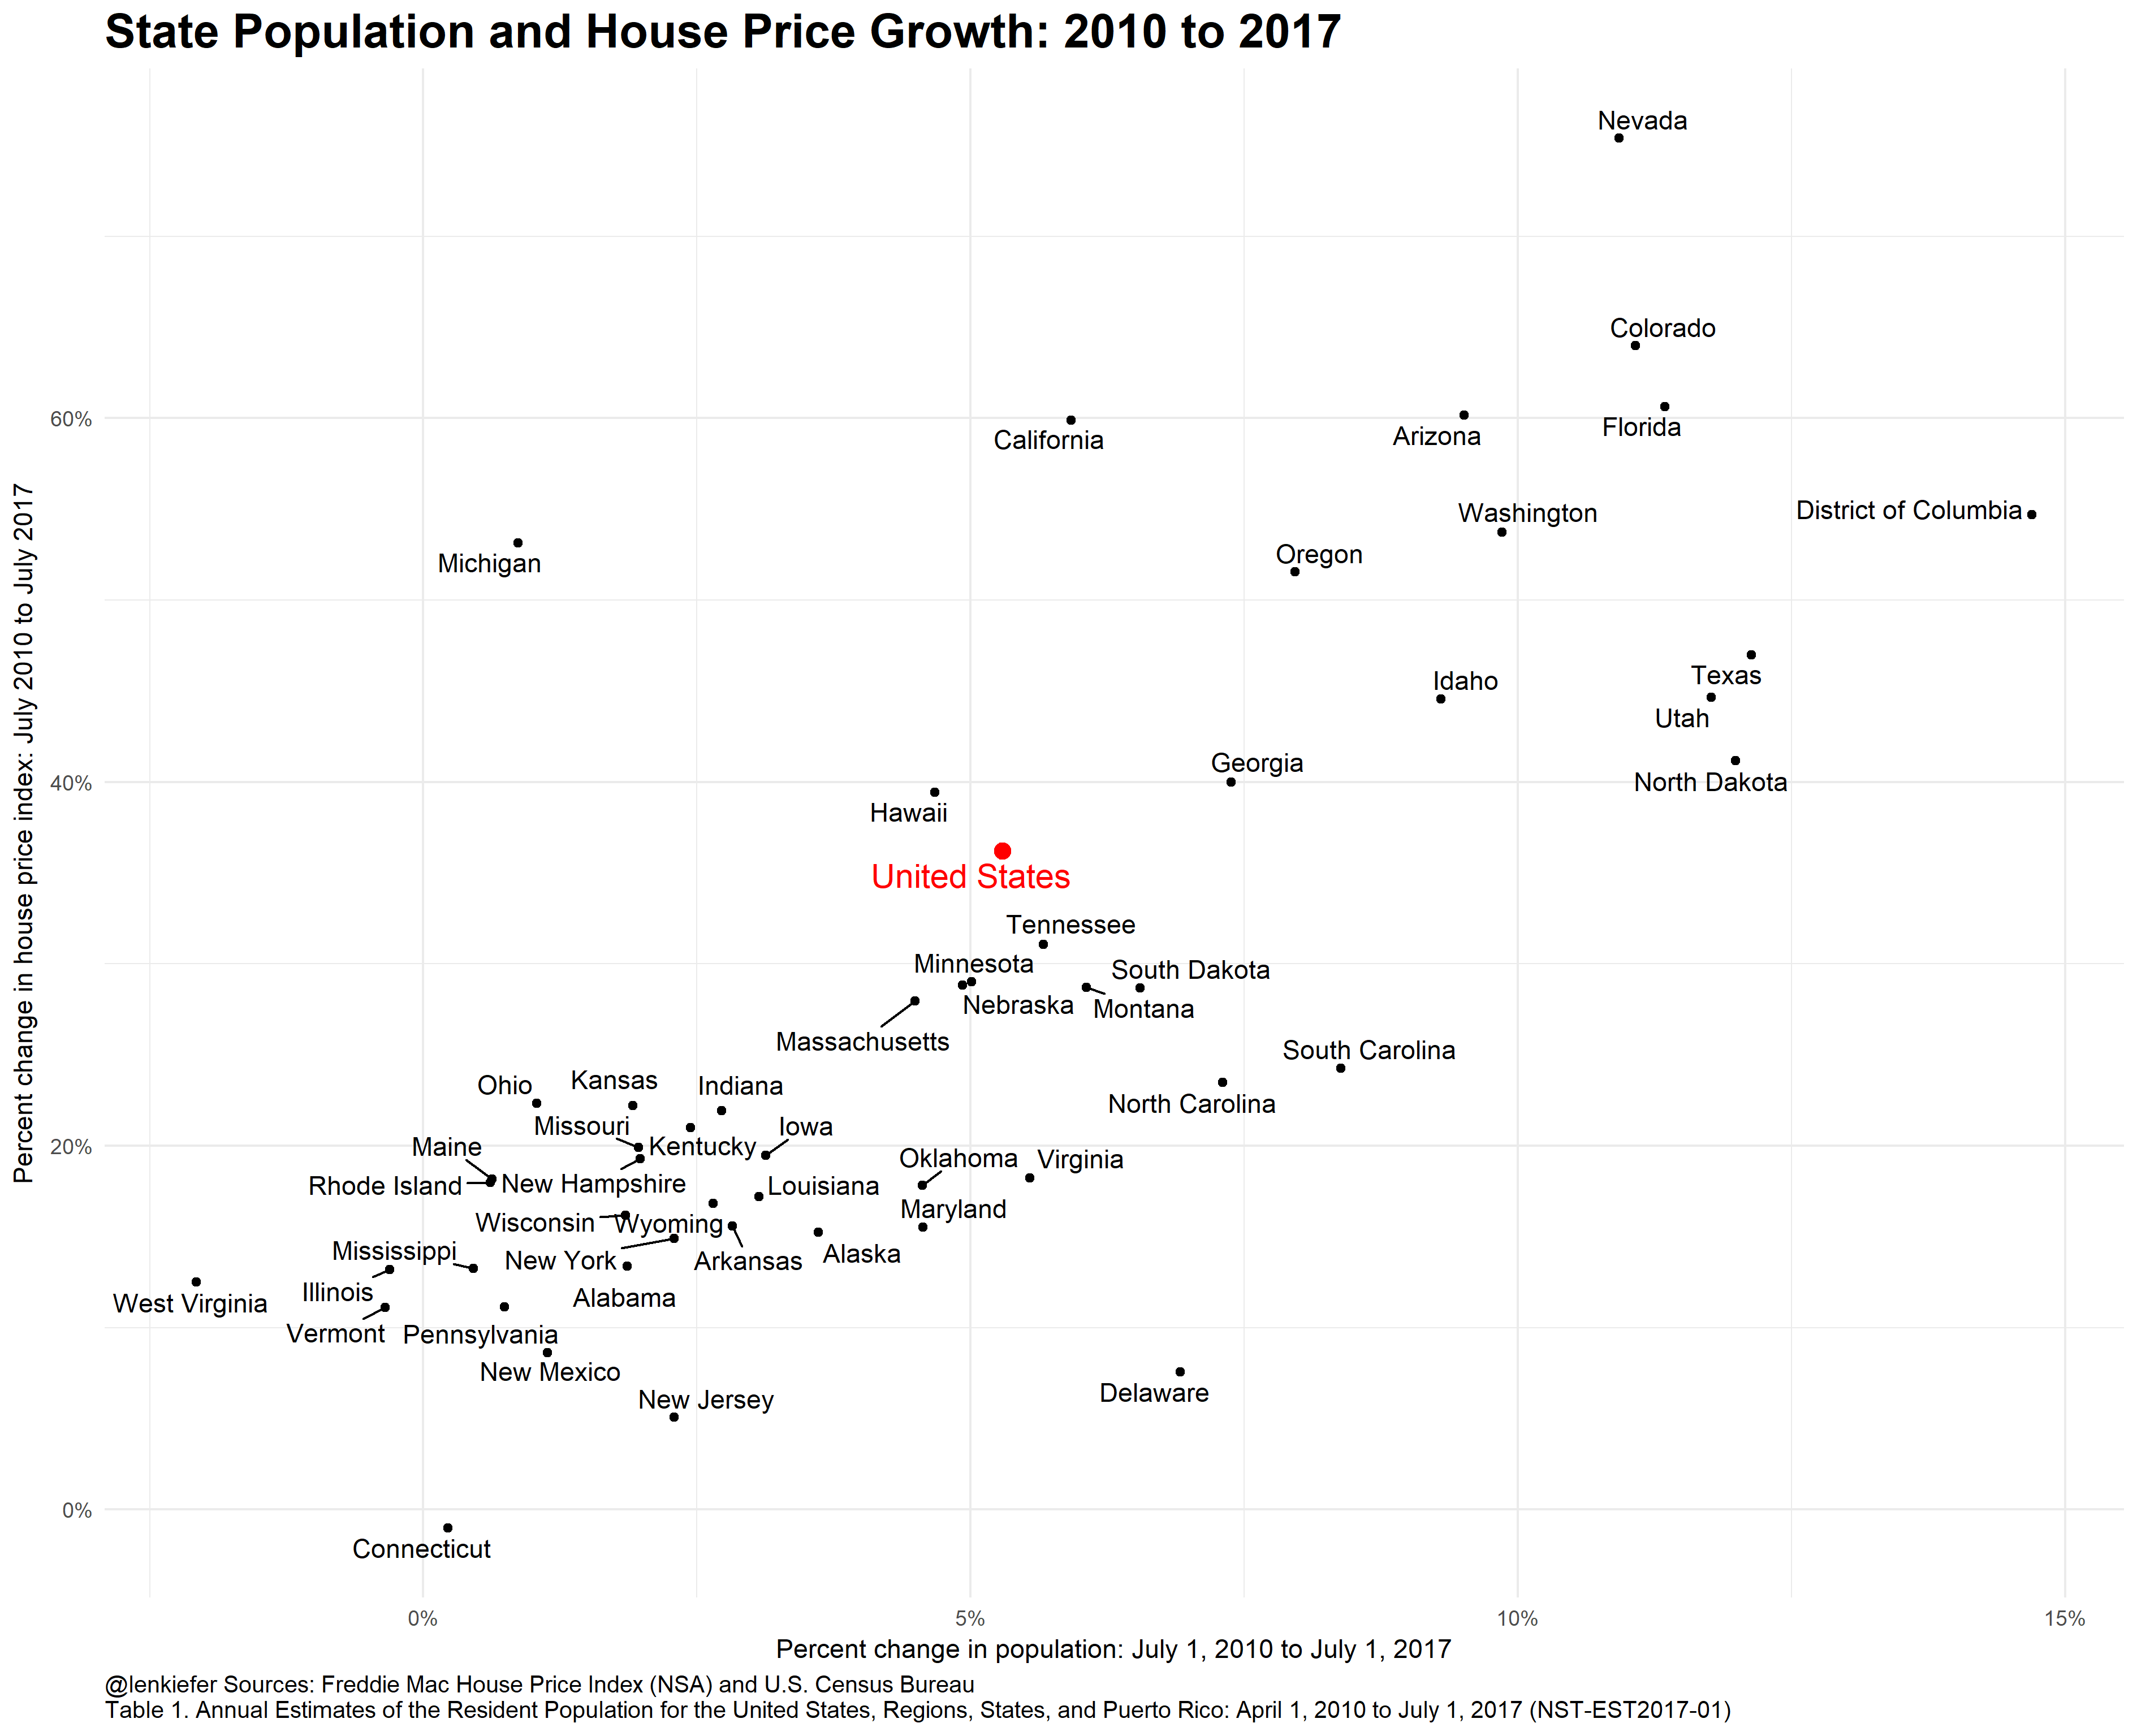 State Population and House Price Growth: 2010 to 2017
Nevada
Colorado
60%
California
Arizona
Florida
District of Columbia
Washington
Oregon
Michigan
Percent change in house price index: July 2010 to July 2017
Texas
Idaho
Utah
Georgia
40%
North Dakota
Hawaii
United States
Tennessee
Minnesota
South Dakota
Nebraska
Montana
Massachusetts
South Carolina
Ohio
Kansas
Indiana
North Carolina
Missouri
Iowa
20%
Maine
Kentucky
Oklahoma
Virginia
Rhode Island
New Hampshire
Louisiana
Wisconsin
Wyoming
Maryland
Mississippi
New York
Arkansas
Alaska
Illinois
West Virginia
Alabama
Vermont
Pennsylvania
New Mexico
New Jersey
Delaware
0%
Connecticut
0%
5%
10%
15%
Percent change in population: July 1, 2010 to July 1, 2017
@lenkiefer Sources: Freddie Mac House Price Index (NSA) and U.S. Census Bureau
Table 1. Annual Estimates of the Resident Population for the United States, Regions, States, and Puerto Rico: April 1, 2010 to July 1, 2017 (NST-EST2017-01)